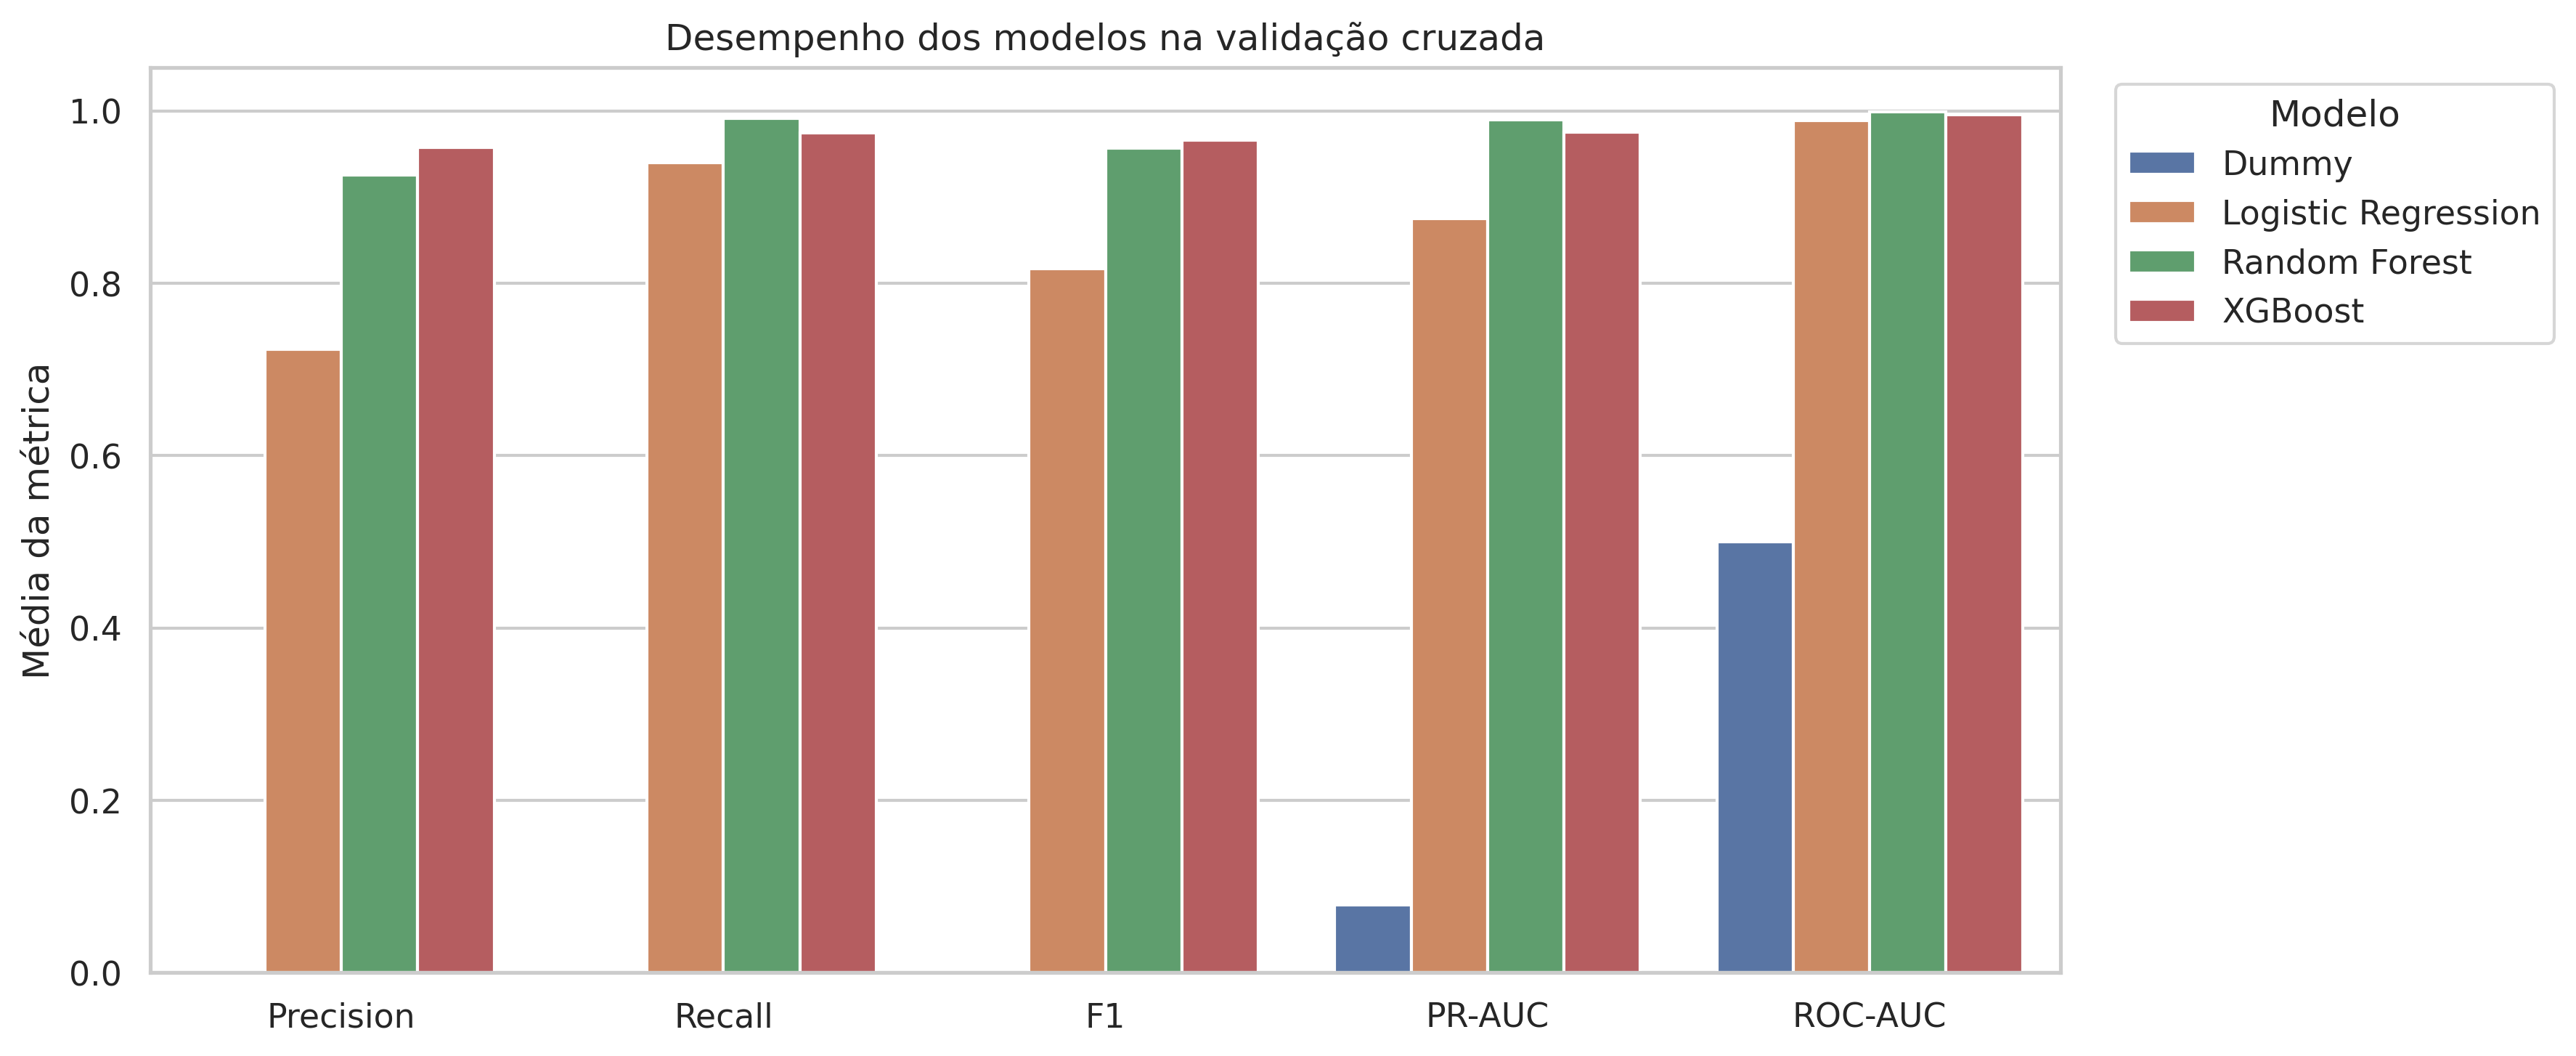 Desempenho dos modelos na validação cruzada
Média da métrica
1.0
0.8
0.6
0.4
0.2
0.0
Precision
Recall
F1
PR-AUC
ROC-AUC
Modelo
Dummy
Logistic Regression
Random Forest
XGBoost